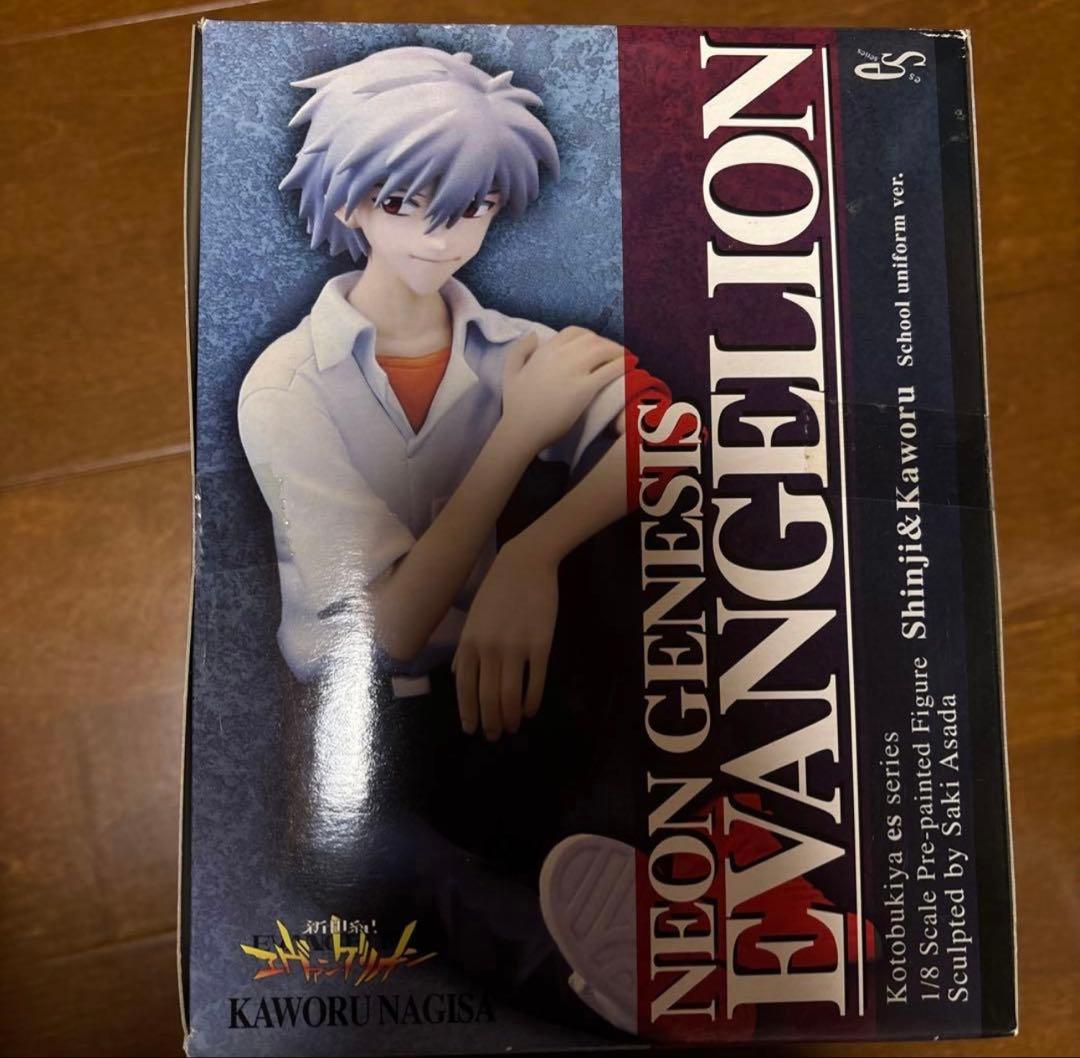 es
es series
NEON GENESIS
EVANGELION
Kotobukiya es series
1/8 Scale Pre-painted Figure Shinji&Kaworu School uniform ver.
Sculpted by Saki Asada
新世紀
エヴァンゲリオン
KAWORU NAGISA